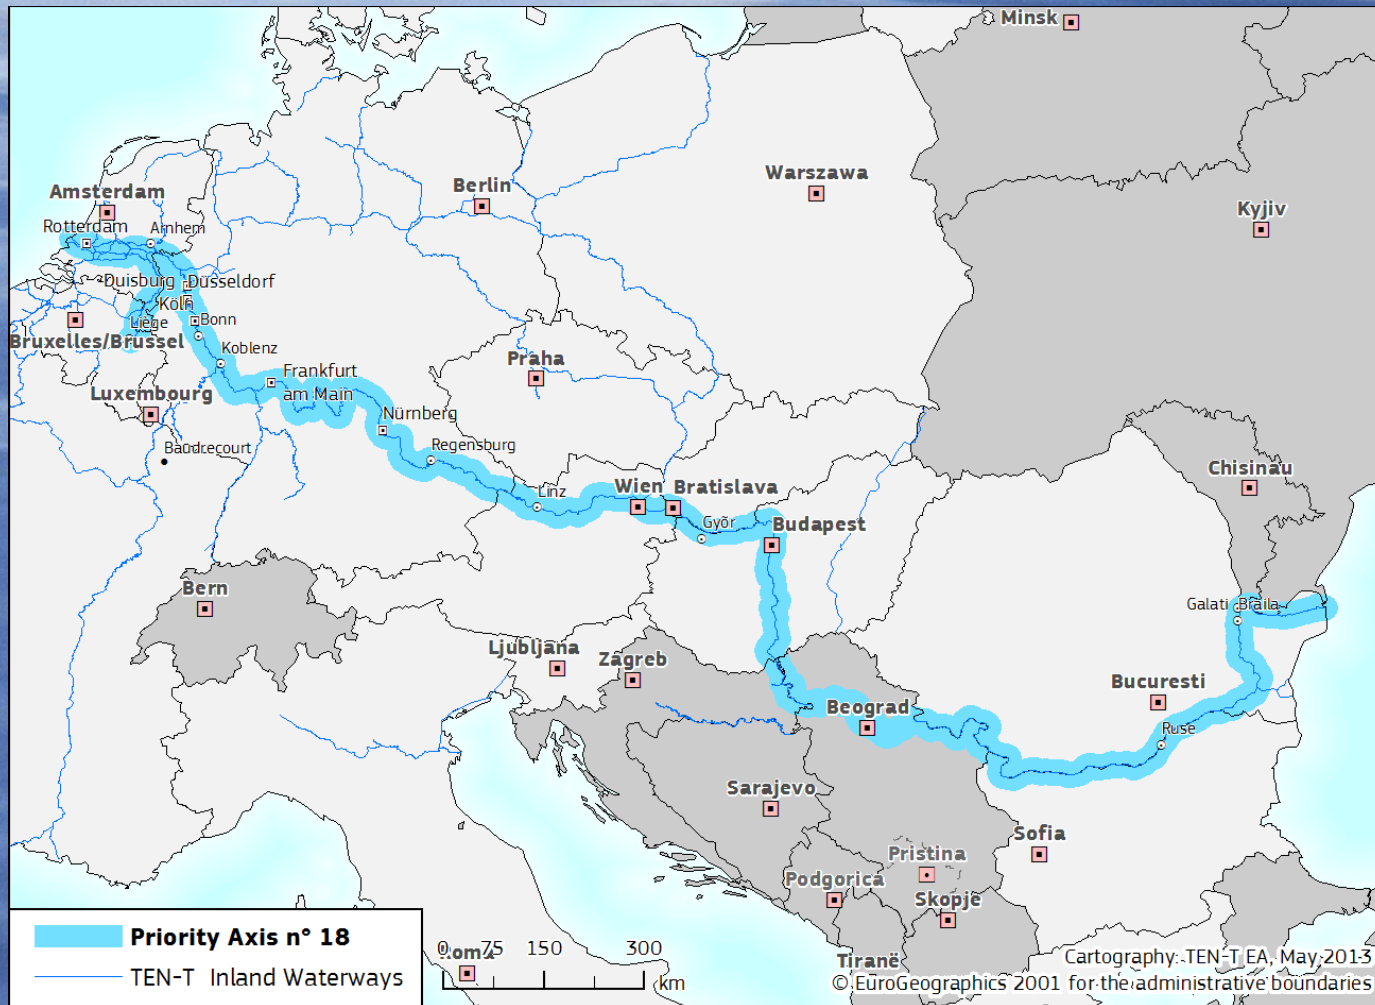 Minsk
Warszawa
Amsterdam
Berlin
Kyjiv
Rotterdam
Arnhem
Duisburg
Düsseldorf
Köln
Liège
Bonn
Bruxelles/Brussel
Koblenz
Praha
Frankfurt
am Main
Luxembourg
Nürnberg
Baudrecourt
Regensburg
Chisinau
Linz
Wien
Bratislava
Győr
Budapest
Bern
Galati
Braila
Ljubljana
Zagreb
Bucuresti
Beograd
Ruse
Sarajevo
Sofia
Pristina
Podgorica
Skopje
Tiranë
Roma
Priority Axis n° 18
TEN-T Inland Waterways
0 75 150 300
km
Cartography: TEN-T EA, May 2013
© EuroGeographics 2001 for the administrative boundaries